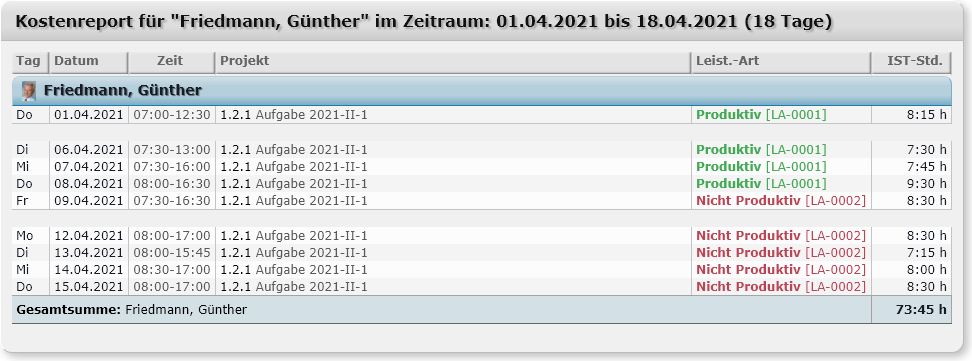 Kostenreport für "Friedmann, Günther" im Zeitraum: 01.04.2021 bis 18.04.2021 (18 Tage)
Tag Datum Zeit Projekt Leist.-Art IST-Std.
Friedmann, Günther
Do 01.04.2021 07:00-12:30 1.2.1 Aufgabe 2021-II-1 Produktiv [LA-0001] 8:15 h
Di 06.04.2021 07:30-13:00 1.2.1 Aufgabe 2021-II-1 Produktiv [LA-0001] 7:30 h
Mi 07.04.2021 07:30-16:00 1.2.1 Aufgabe 2021-II-1 Produktiv [LA-0001] 7:45 h
Do 08.04.2021 08:00-16:30 1.2.1 Aufgabe 2021-II-1 Produktiv [LA-0001] 9:30 h
Fr 09.04.2021 07:30-16:30 1.2.1 Aufgabe 2021-II-1 Nicht Produktiv [LA-0002] 8:30 h
Mo 12.04.2021 08:00-17:00 1.2.1 Aufgabe 2021-II-1 Nicht Produktiv [LA-0002] 8:30 h
Di 13.04.2021 08:00-15:45 1.2.1 Aufgabe 2021-II-1 Nicht Produktiv [LA-0002] 7:15 h
Mi 14.04.2021 08:30-17:00 1.2.1 Aufgabe 2021-II-1 Nicht Produktiv [LA-0002] 8:00 h
Do 15.04.2021 08:00-17:00 1.2.1 Aufgabe 2021-II-1 Nicht Produktiv [LA-0002] 8:30 h
Gesamtsumme: Friedmann, Günther 73:45 h